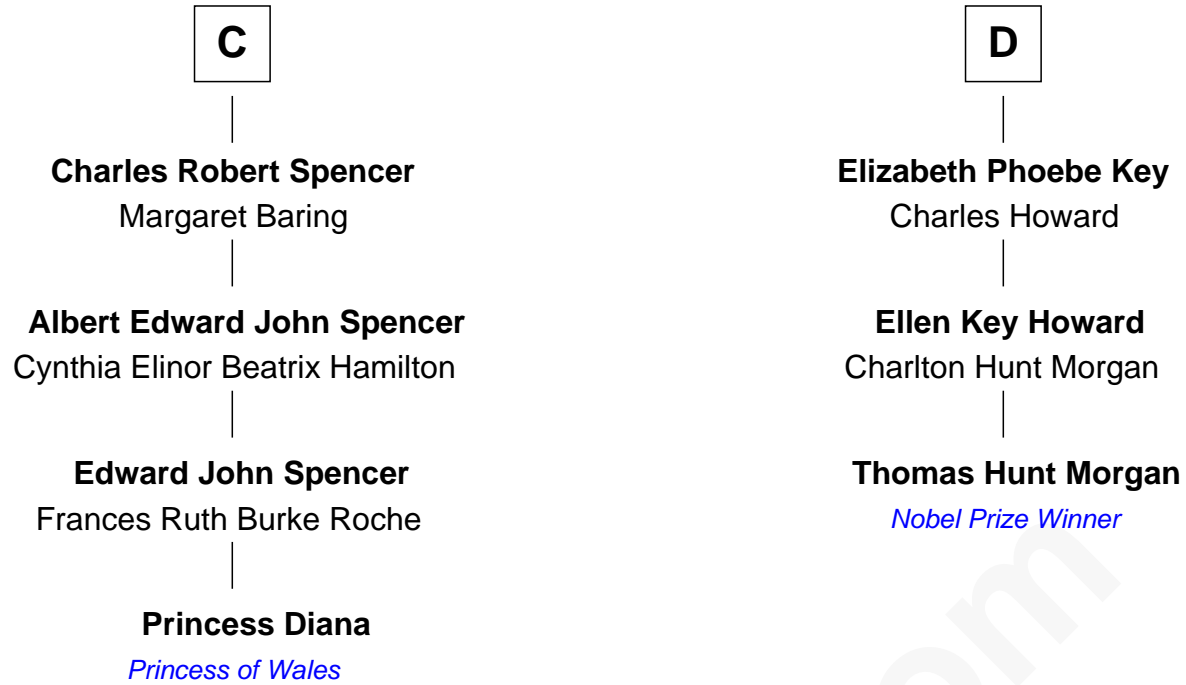 C
Charles Robert Spencer
Margaret Baring
Albert Edward John Spencer
Cynthia Elinor Beatrix Hamilton
Edward John Spencer
Frances Ruth Burke Roche
Princess Diana
Princess of Wales
D
Elizabeth Phoebe Key
Charles Howard
Ellen Key Howard
Charlton Hunt Morgan
Thomas Hunt Morgan
Nobel Prize Winner
om